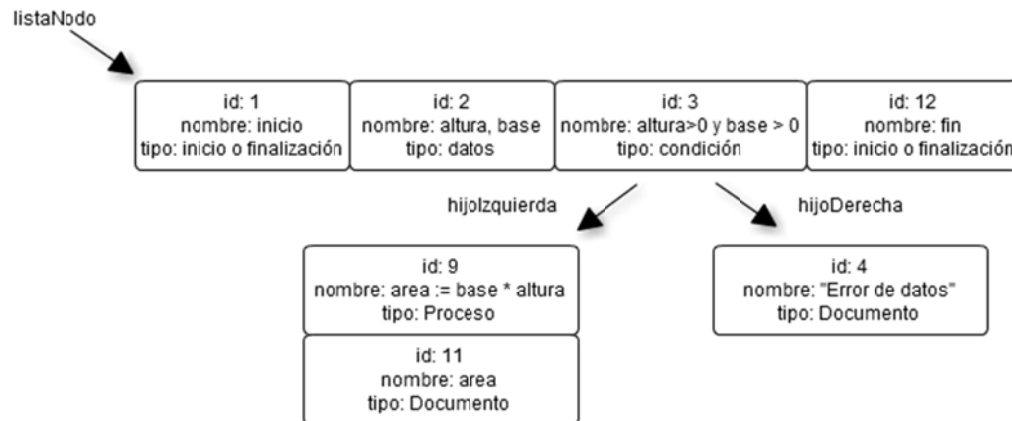 listaNodo
id: 1
nombre: inicio
tipo: inicio o finalización
id: 2
nombre: altura, base
tipo: datos
id: 3
nombre: altura>0 y base > 0
tipo: condición
id: 12
nombre: fin
tipo: inicio o finalización
hijoIzquierda
hijoDerecha
id: 9
nombre: area := base * altura
tipo: Proceso
id: 11
nombre: area
tipo: Documento
id: 4
nombre: "Error de datos"
tipo: Documento